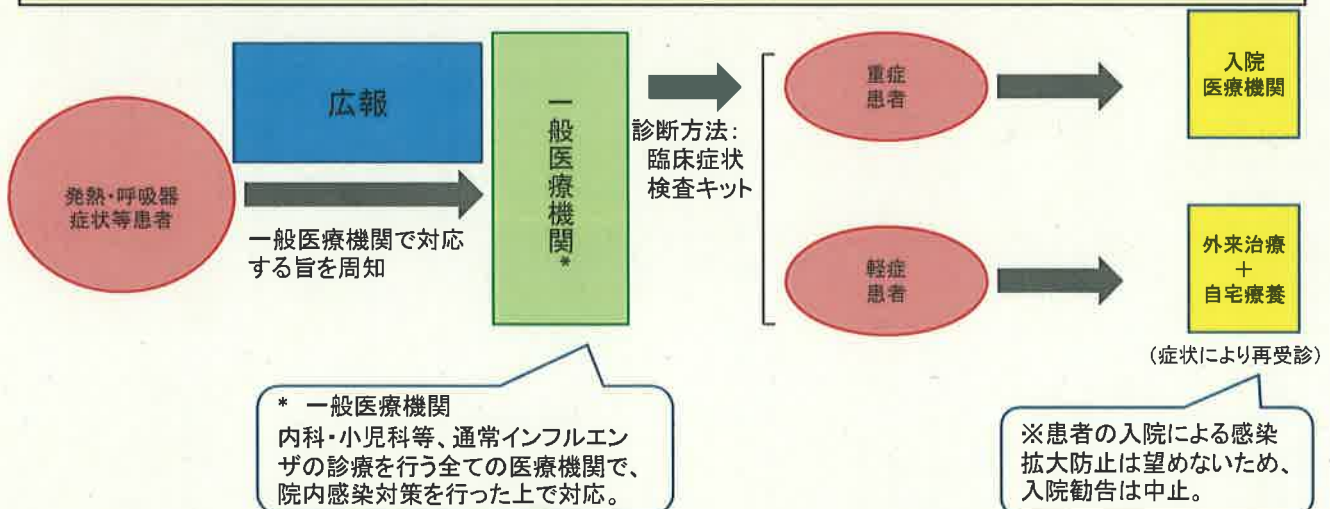 発熱・呼吸器
症状等患者
広報
一般医療機関で対応
する旨を周知
一般医療機関*
診断方法:
臨床症状
検査キット
重症
患者
入院
医療機関
軽症
患者
外来治療
+
自宅療養
(症状により再受診)
* 一般医療機関
内科・小児科等、通常インフルエン
ザの診療を行う全ての医療機関で、
院内感染対策を行った上で対応。
※患者の入院による感染
拡大防止は望めないため、
入院勧告は中止。